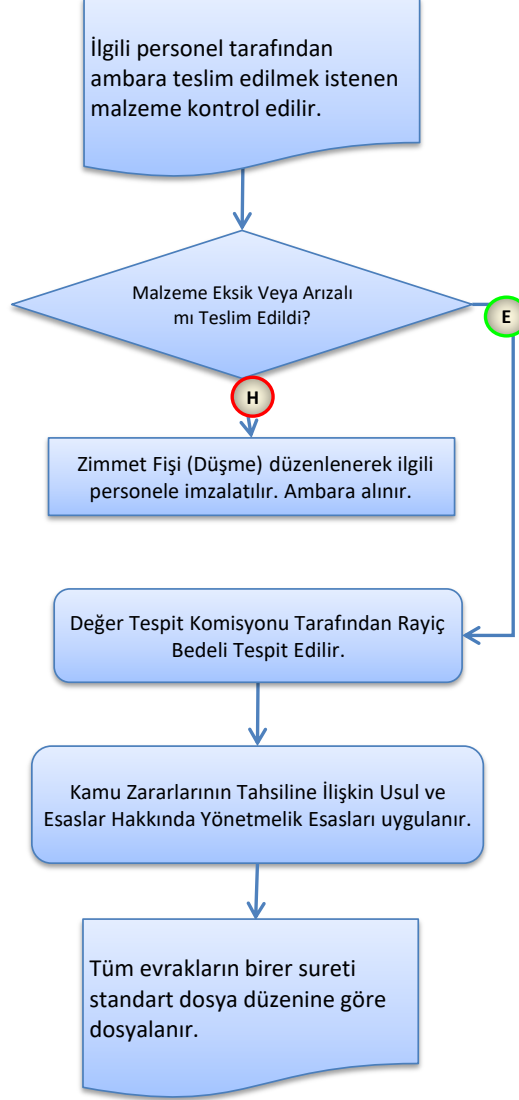 İlgili personel tarafından
ambara teslim edilmek istenen
malzeme kontrol edilir.
Malzeme Eksik Veya Arızalı
mı Teslim Edildi?
E
H
Zimmet Fişi (Düşme) düzenlenerek ilgili
personele imzalatılır. Ambara alınır.
Değer Tespit Komisyonu Tarafından Rayiç
Bedeli Tespit Edilir.
Kamu Zararlarının Tahsiline İlişkin Usul ve
Esaslar Hakkında Yönetmelik Esasları uygulanır.
Tüm evrakların birer sureti
standart dosya düzenine göre
dosyalanır.